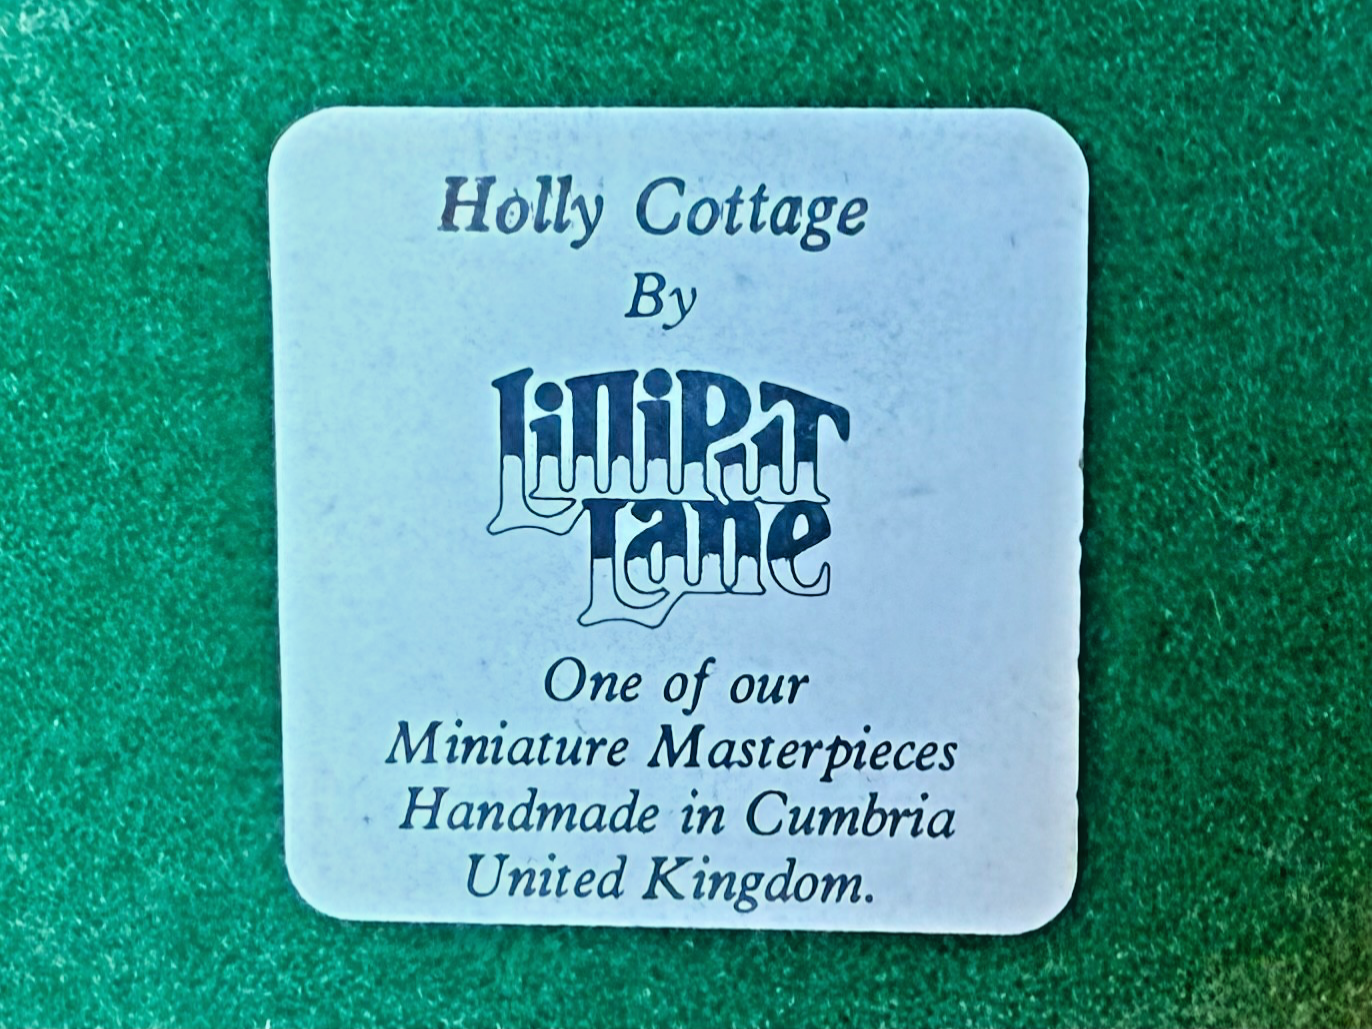 Holly Cottage
By
Lilliput
Lane
One of our
Miniature Masterpieces
Handmade in Cumbria
United Kingdom.